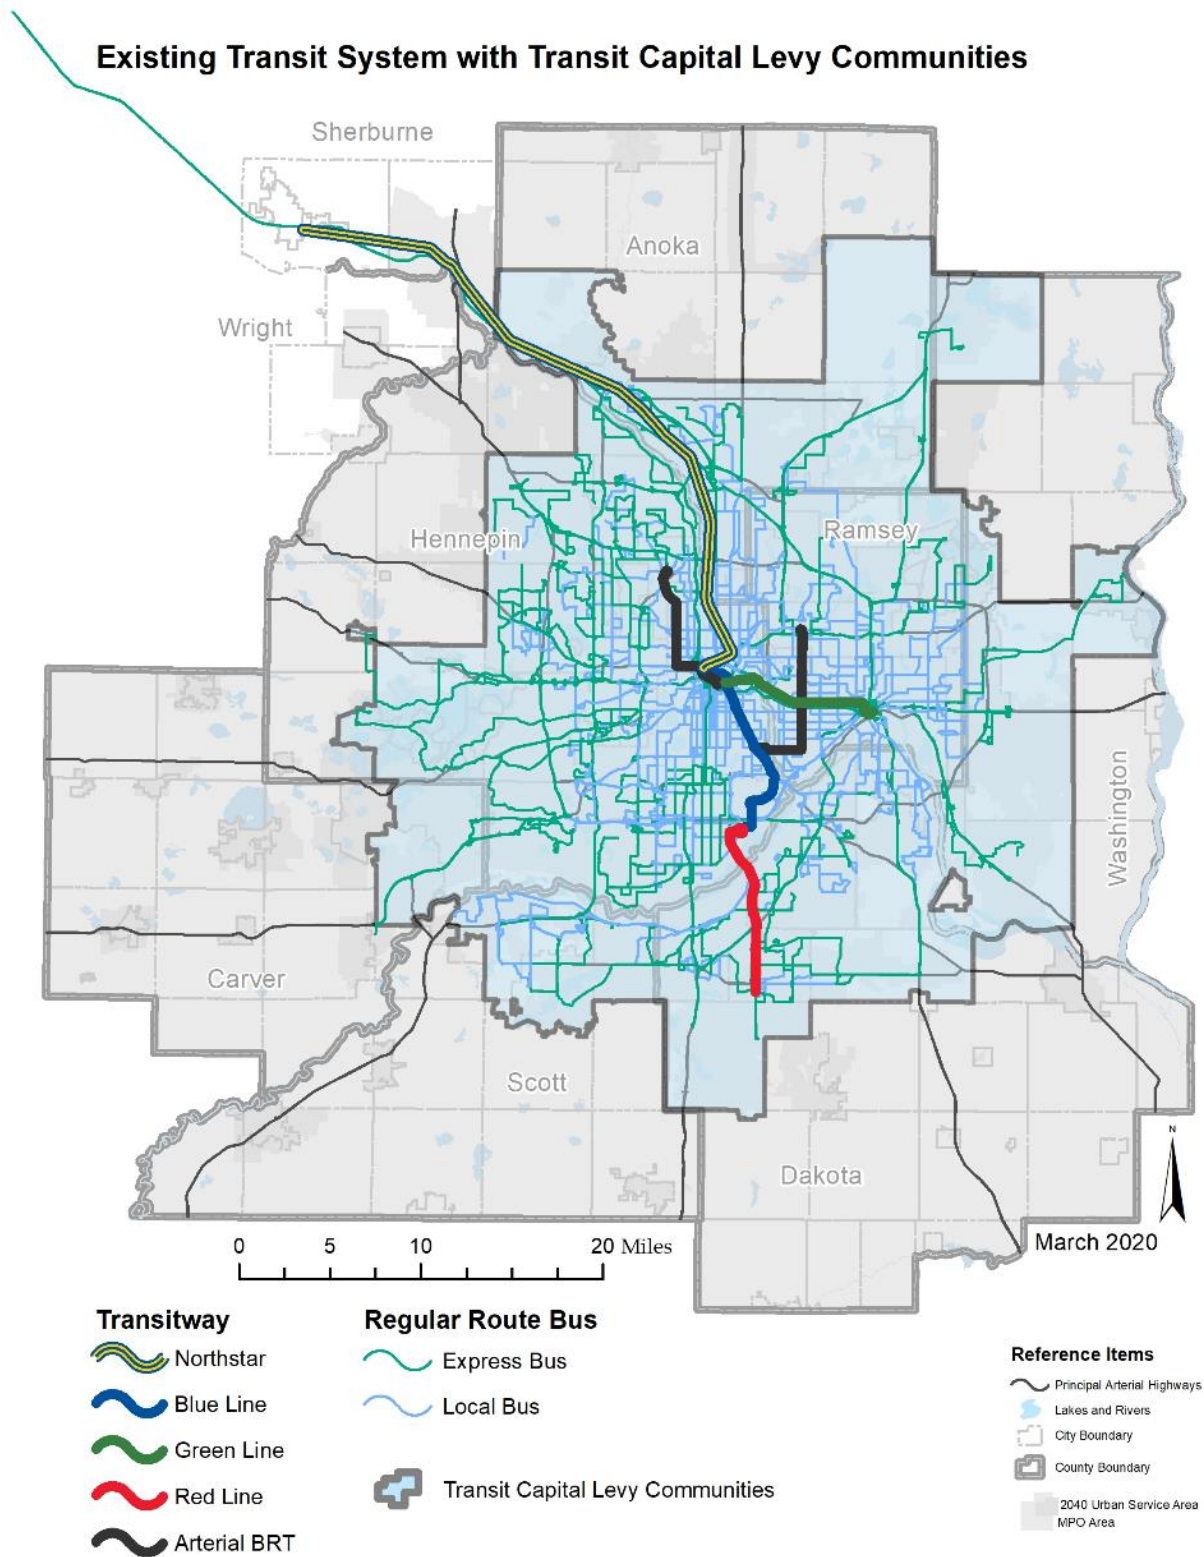 Existing Transit System with Transit Capital Levy Communities
Sherburne
Anoka
Wright
Hennepin
Ramsey
Washington
Carver
Scott
Dakota
N
March 2020
0 5 10 20 Miles
Transitway
Northstar
Blue Line
Green Line
Red Line
Arterial BRT
Regular Route Bus
Express Bus
Local Bus
Transit Capital Levy Communities
Reference Items
Principal Arterial Highways
Lakes and Rivers
City Boundary
County Boundary
2040 Urban Service Area
MPO Area